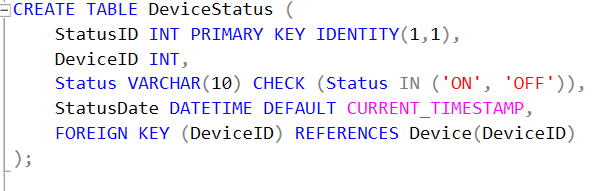 CREATE TABLE DeviceStatus (
StatusID INT PRIMARY KEY IDENTITY(1,1),
DeviceID INT,
Status VARCHAR(10) CHECK (Status IN ('ON', 'OFF')),
StatusDate DATETIME DEFAULT CURRENT_TIMESTAMP,
FOREIGN KEY (DeviceID) REFERENCES Device(DeviceID)
);